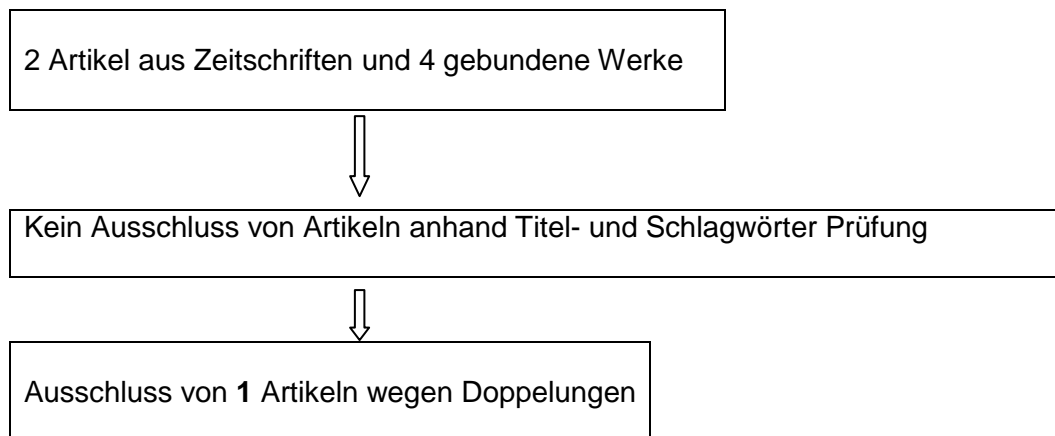 2 Artikel aus Zeitschriften und 4 gebundene Werke
Kein Ausschluss von Artikeln anhand Titel- und Schlagwörter Prüfung
Ausschluss von 1 Artikeln wegen Doppelungen